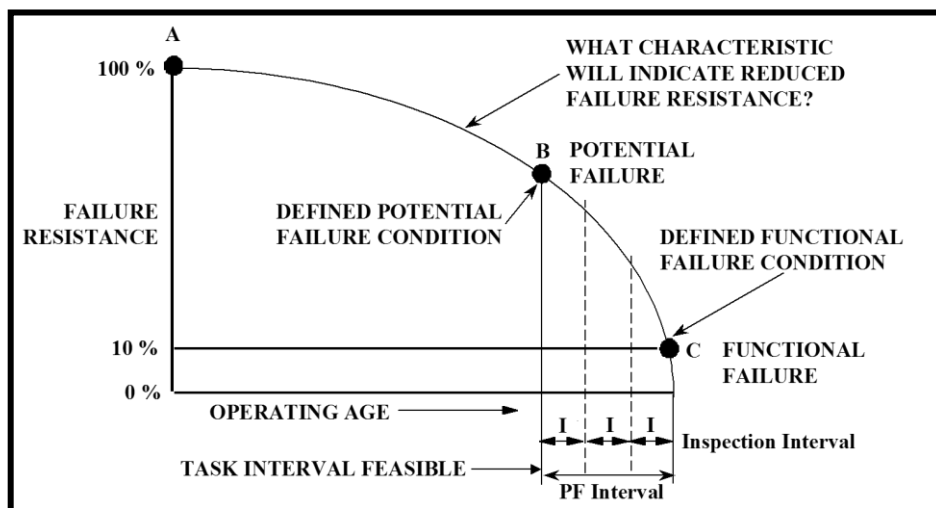 A
100 %
WHAT CHARACTERISTIC
WILL INDICATE REDUCED
FAILURE RESISTANCE?
B
POTENTIAL
FAILURE
DEFINED POTENTIAL
FAILURE CONDITION
FAILURE
RESISTANCE
DEFINED FUNCTIONAL
FAILURE CONDITION
10 %
C
FUNCTIONAL
FAILURE
0 %
OPERATING AGE
I I I
Inspection Interval
TASK INTERVAL FEASIBLE
PF Interval